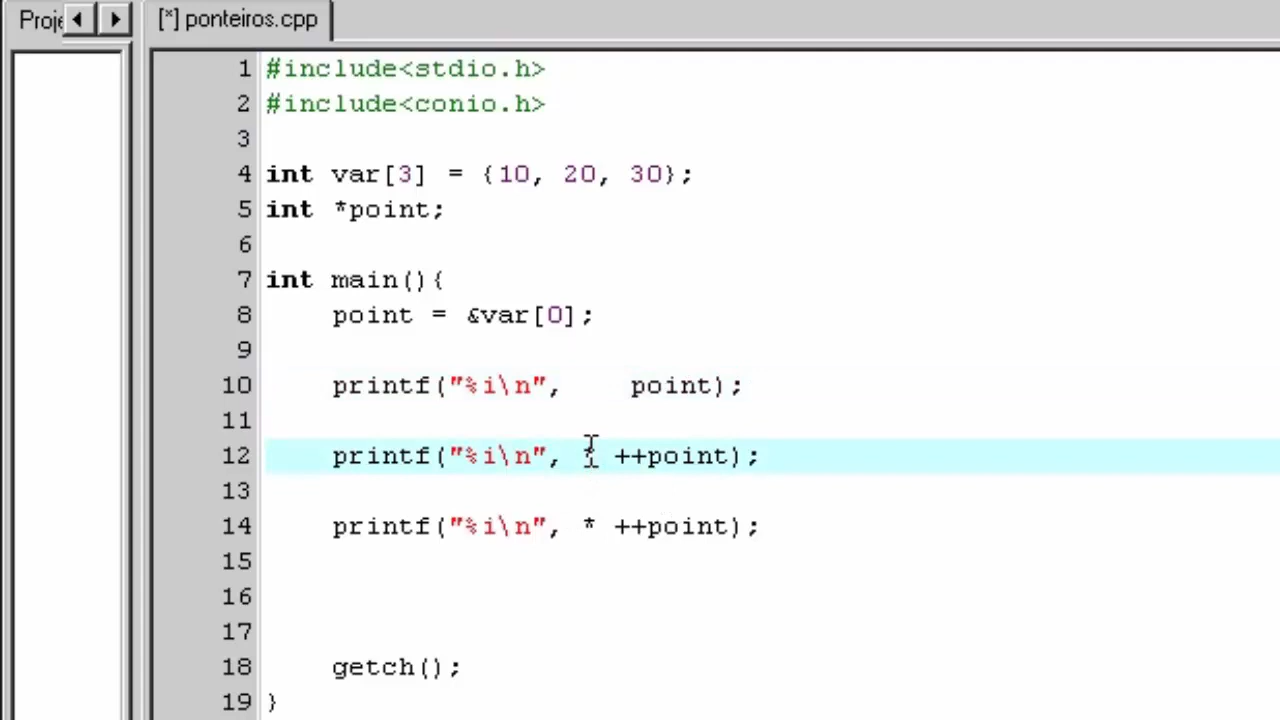 Proje
[*] ponteiros.cpp
1 #include<stdio.h>
2 #include<conio.h>
3
4 int var[3] = {10, 20, 30};
5 int *point;
6
7 int main(){
8 point = &var[0];
9
10 printf("%i\n", point);
11
12 printf("%i\n", * ++point);
13
14 printf("%i\n", * ++point);
15
16
17
18 getch();
19 }